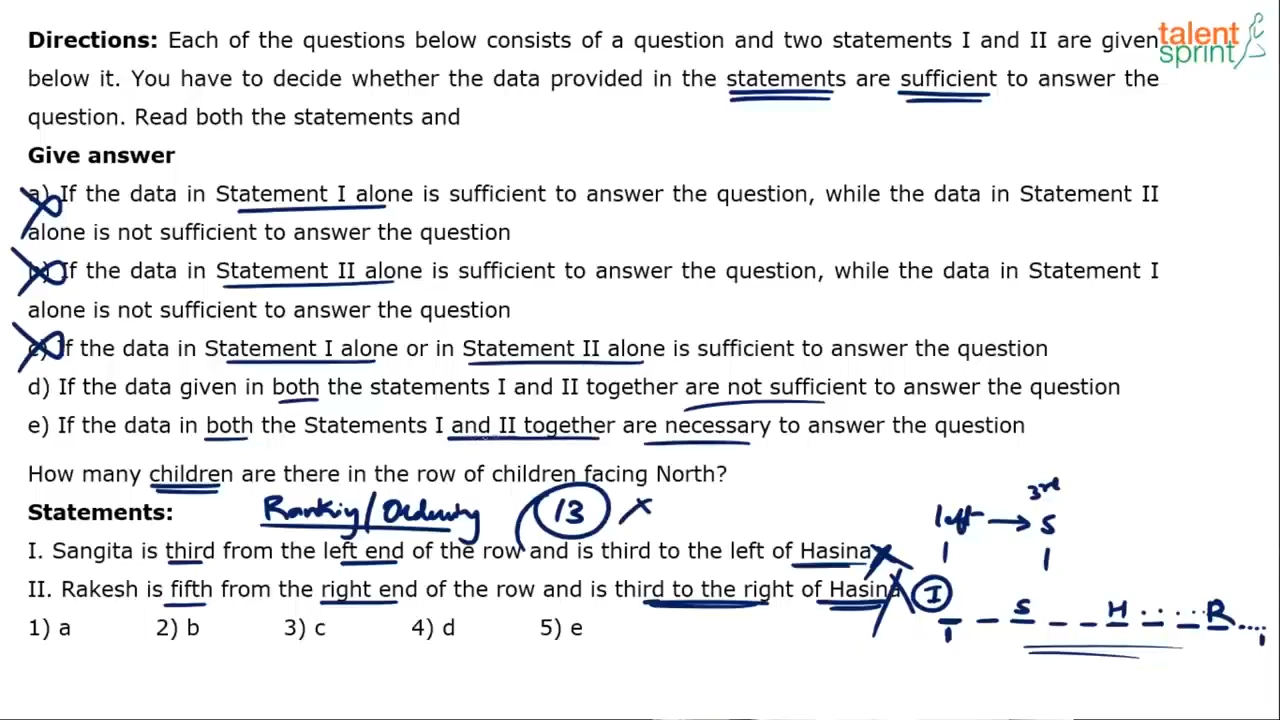 talent
sprint
Directions: Each of the questions below consists of a question and two statements I and II are given
below it. You have to decide whether the data provided in the statements are sufficient to answer the
question. Read both the statements and
Give answer
a) If the data in Statement I alone is sufficient to answer the question, while the data in Statement II
alone is not sufficient to answer the question
b) If the data in Statement II alone is sufficient to answer the question, while the data in Statement I
alone is not sufficient to answer the question
c) If the data in Statement I alone or in Statement II alone is sufficient to answer the question
d) If the data given in both the statements I and II together are not sufficient to answer the question
e) If the data in both the Statements I and II together are necessary to answer the question
How many children are there in the row of children facing North?
Statements:
Ranking/Ordering 13 x
3rd
left → S
I. Sangita is third from the left end of the row and is third to the left of Hasina
II. Rakesh is fifth from the right end of the row and is third to the right of Hasina
I
S H R
1) a 2) b 3) c 4) d 5) e